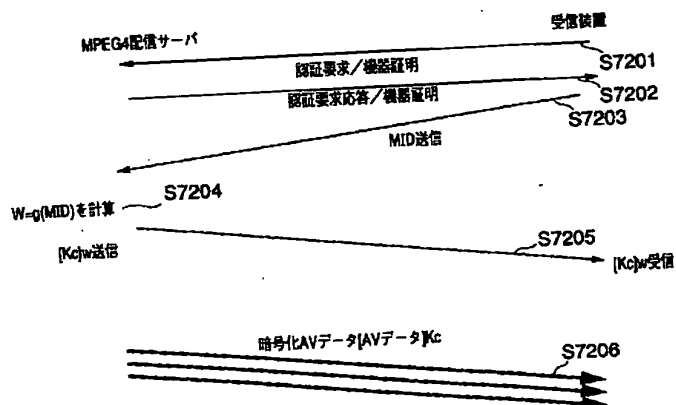 MPEG4配信サーバ
受信装置
S7201
認証要求／機器証明
S7202
認証要求応答／機器証明
S7203
MID送信
S7204
W=g(MID)を計算
S7205
[Kc]w送信
[Kc]w受信
暗号化AVデータ[AVデータ]Kc
S7206